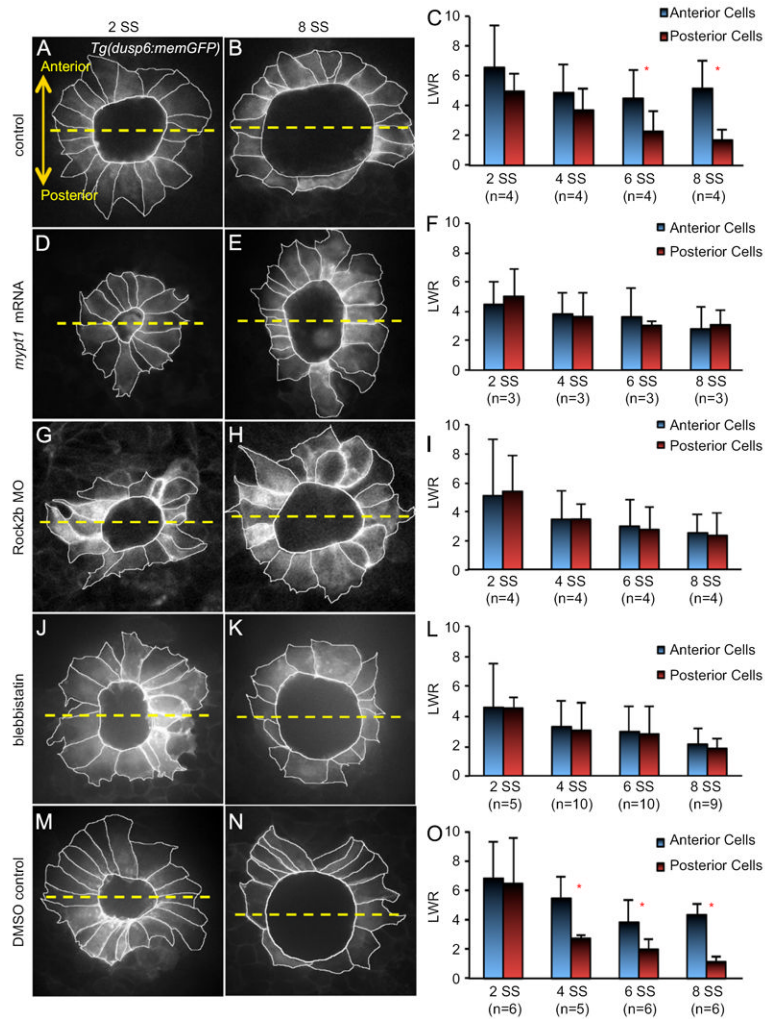 2 SS
8 SS
A
Tg(dusp6:memGFP)
Anterior
Posterior
control
B
C
LWR
10
8
6
4
2
0
Anterior Cells
Posterior Cells
*
*
2 SS
(n=4)
4 SS
(n=4)
6 SS
(n=4)
8 SS
(n=4)
D
mypt1 mRNA
E
F
LWR
10
8
6
4
2
0
Anterior Cells
Posterior Cells
2 SS
(n=3)
4 SS
(n=3)
6 SS
(n=3)
8 SS
(n=3)
G
Rock2b MO
H
I
LWR
10
8
6
4
2
0
Anterior Cells
Posterior Cells
2 SS
(n=4)
4 SS
(n=4)
6 SS
(n=4)
8 SS
(n=4)
J
blebbistatin
K
L
LWR
10
8
6
4
2
0
Anterior Cells
Posterior Cells
2 SS
(n=5)
4 SS
(n=10)
6 SS
(n=10)
8 SS
(n=9)
M
DMSO control
N
O
LWR
10
8
6
4
2
0
Anterior Cells
Posterior Cells
*
*
*
2 SS
(n=6)
4 SS
(n=5)
6 SS
(n=6)
8 SS
(n=6)